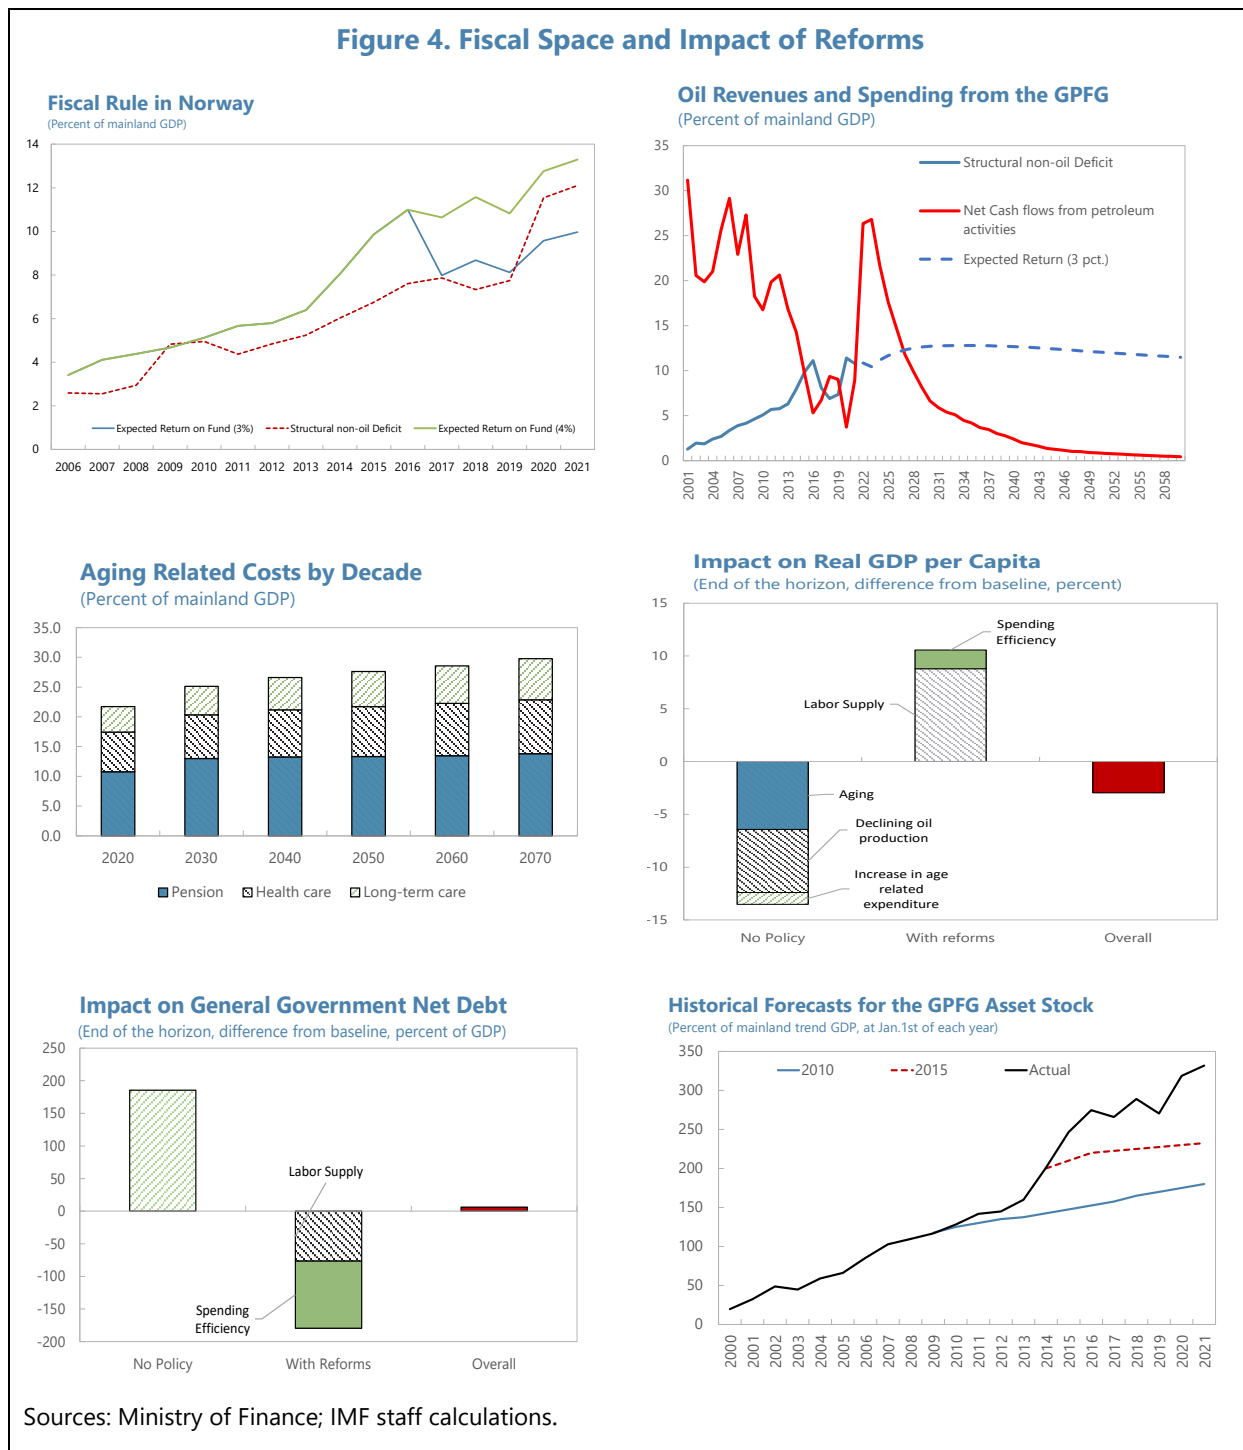 Figure 4. Fiscal Space and Impact of Reforms
Fiscal Rule in Norway
(Percent of mainland GDP)
14
12
10
8
6
4
2
0
Expected Return on Fund (3%)
Structural non-oil Deficit
Expected Return on Fund (4%)
2006 2007 2008 2009 2010 2011 2012 2013 2014 2015 2016 2017 2018 2019 2020 2021
Oil Revenues and Spending from the GPFG
(Percent of mainland GDP)
35
30
25
20
15
10
5
0
Structural non-oil Deficit
Net Cash flows from petroleum
activities
Expected Return (3 pct.)
2001 2004 2007 2010 2013 2016 2019 2022 2025 2028 2031 2034 2037 2040 2043 2046 2049 2052 2055 2058
Aging Related Costs by Decade
(Percent of mainland GDP)
35.0
30.0
25.0
20.0
15.0
10.0
5.0
0.0
2020 2030 2040 2050 2060 2070
Pension
Health care
Long-term care
Impact on Real GDP per Capita
(End of the horizon, difference from baseline, percent)
15
10
5
0
-5
-10
-15
Spending
Efficiency
Labor Supply
Aging
Declining oil
production
Increase in age
related
expenditure
No Policy With reforms Overall
Impact on General Government Net Debt
(End of the horizon, difference from baseline, percent of GDP)
250
200
150
100
50
0
-50
-100
-150
-200
Labor Supply
Spending
Efficiency
No Policy With Reforms Overall
Historical Forecasts for the GPFG Asset Stock
(Percent of mainland trend GDP, at Jan.1st of each year)
350
300
250
200
150
100
50
0
2010
2015
Actual
2000 2001 2002 2003 2004 2005 2006 2007 2008 2009 2010 2011 2012 2013 2014 2015 2016 2017 2018 2019 2020 2021
Sources: Ministry of Finance; IMF staff calculations.